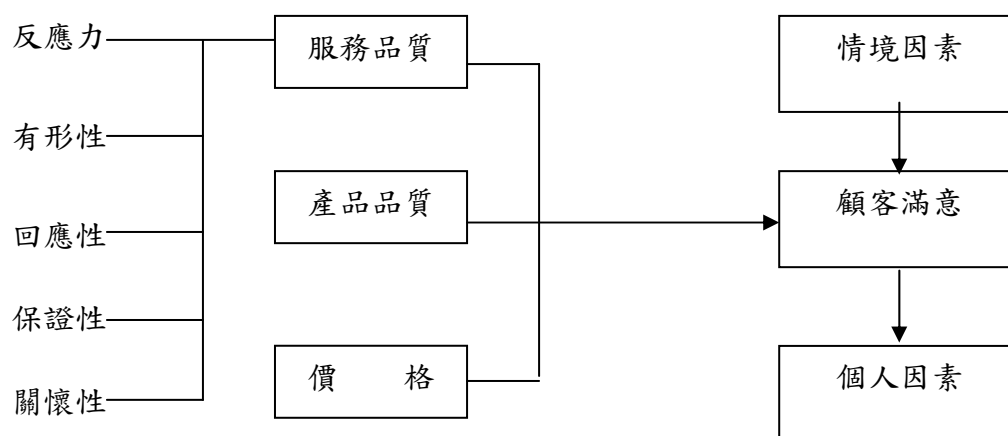 反應力
有形性
回應性
保證性
關懷性
服務品質
產品品質
價 格
情境因素
顧客滿意
個人因素